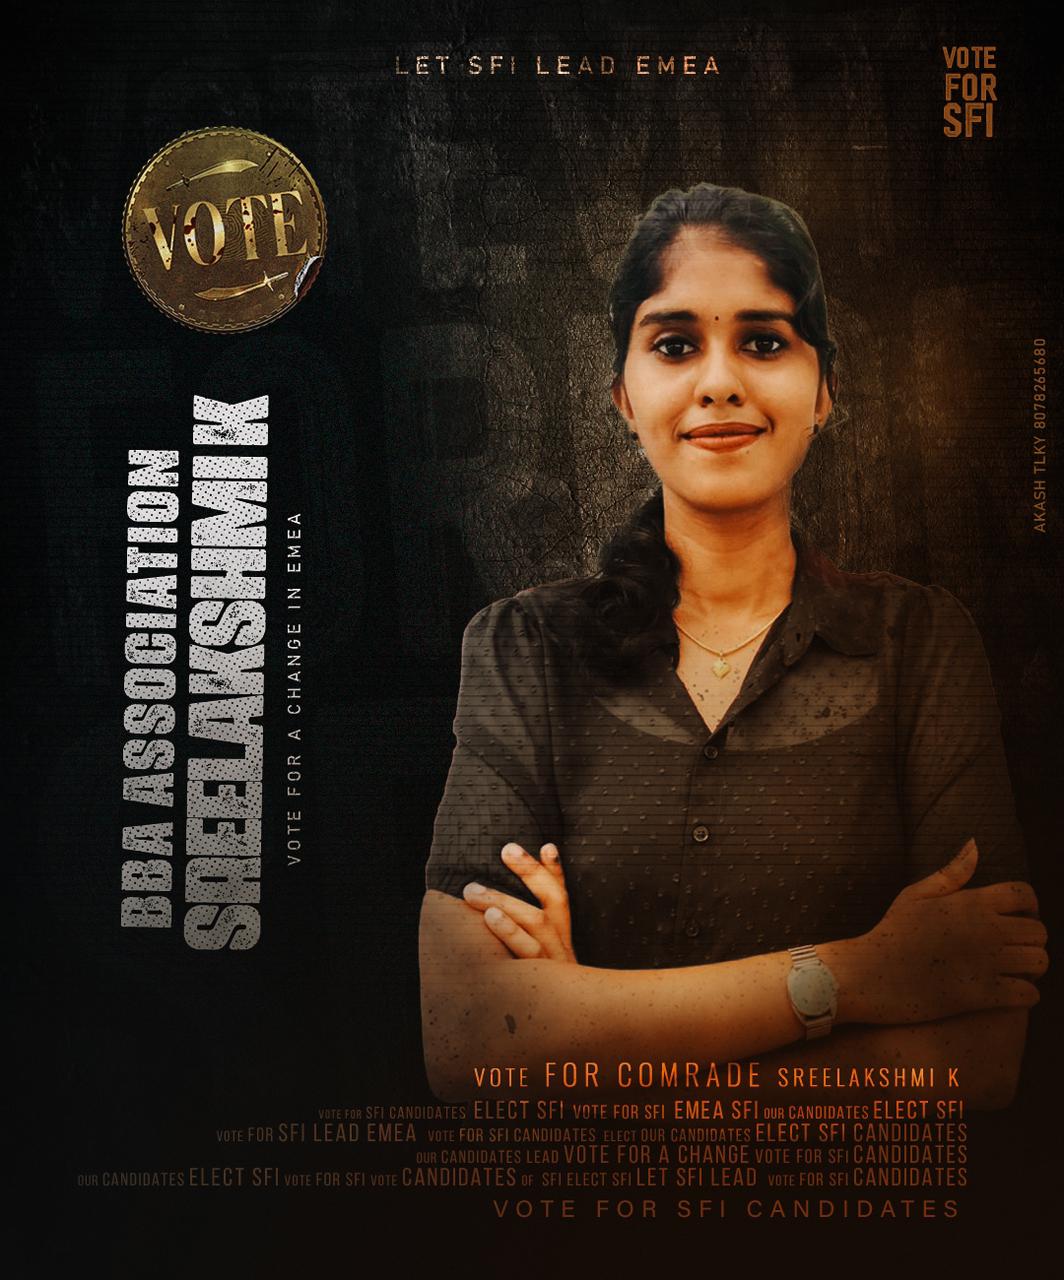 LET SFI LEAD EMEA
VOTE
FOR
SFI
VOTE
BBA ASSOCIATION
SREELAKSHMI K
VOTE FOR A CHANGE IN EMEA
AKASH TLKY 8078265680
VOTE FOR COMRADE SREELAKSHMI K
VOTE FOR SFI CANDIDATES ELECT SFI VOTE FOR SFI EMEA SFI OUR CANDIDATES ELECT SFI
VOTE FOR SFI LEAD EMEA VOTE FOR SFI CANDIDATES ELECT OUR CANDIDATES ELECT SFI CANDIDATES
OUR CANDIDATES LEAD VOTE FOR A CHANGE VOTE FOR SFI CANDIDATES
OUR CANDIDATES ELECT SFI VOTE FOR SFI VOTE CANDIDATES OF SFI ELECT SFI LET SFI LEAD VOTE FOR SFI CANDIDATES
VOTE FOR SFI CANDIDATES